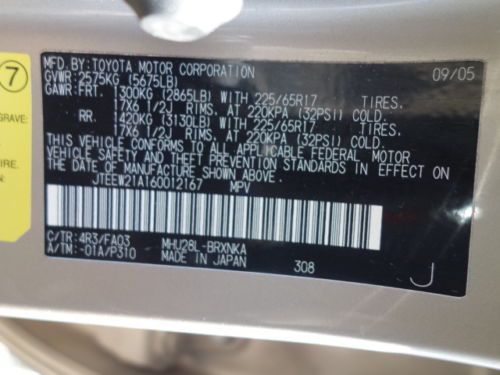 MFD.BY:TOYOTA MOTOR CORPORATION 09/05
GVWR:2575KG (5675LB)
GAWR:FRT. 1300KG (2865LB) WITH 225/65R17 TIRES.
17X6 1/2J RIMS, AT 220KPA (32PSI) COLD.
RR. 1420KG (3130LB) WITH 225/65R17 TIRES.
17X6 1/2J RIMS, AT 220KPA (32PSI) COLD.
THIS VEHICLE CONFORMS TO ALL APPLICABLE FEDERAL MOTOR
VEHICLE SAFETY STANDARDS IN EFFECT ON THE DATE OF
MANUFACTURE SHOWN ABOVE.
JTEEW21A160012167 MPV
C/TR:4R3/FA03 MHU28L-BRXNKA
A/TM:-01A/P310 MADE IN JAPAN 308 J
7
GRAVE:
IRE.